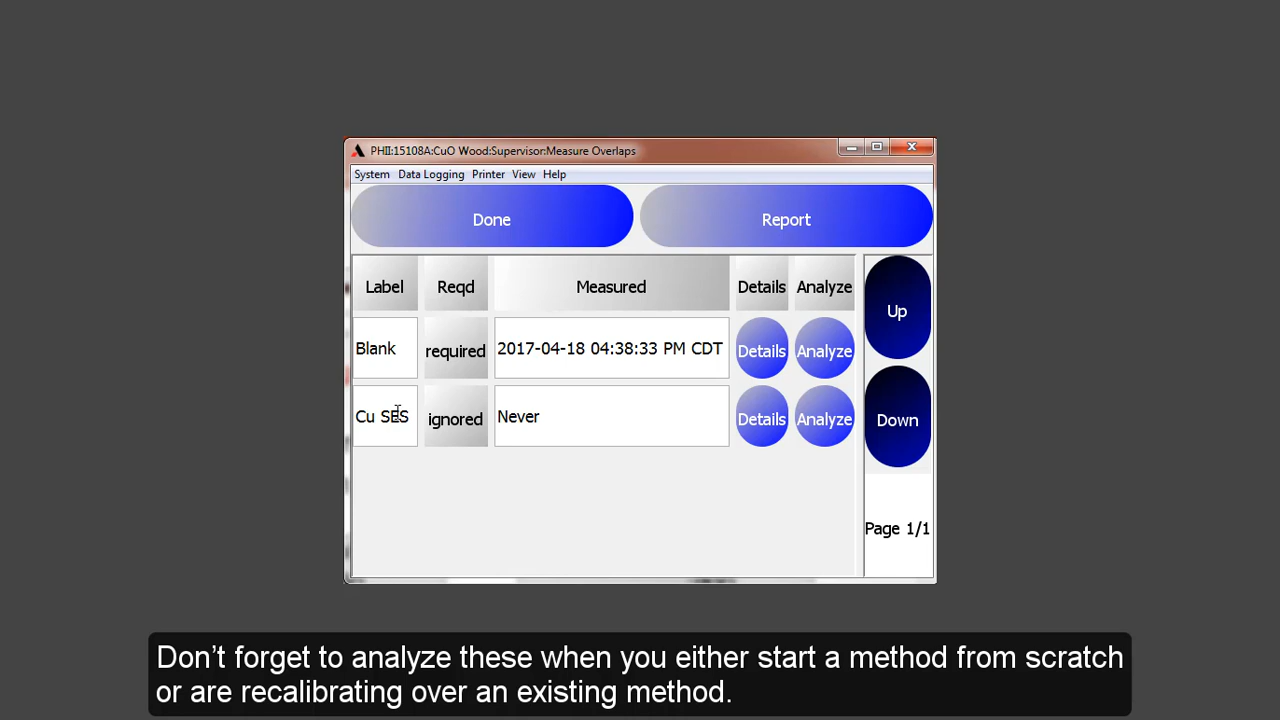 PHII:15108A:CuO Wood:Supervisor:Measure Overlaps
System Data Logging Printer View Help
Done Report
Label Reqd Measured Details Analyze
Up
Blank required 2017-04-18 04:38:33 PM CDT Details Analyze
Cu SES ignored Never Details Analyze
Down
Page 1/1
Don’t forget to analyze these when you either start a method from scratch
or are recalibrating over an existing method.